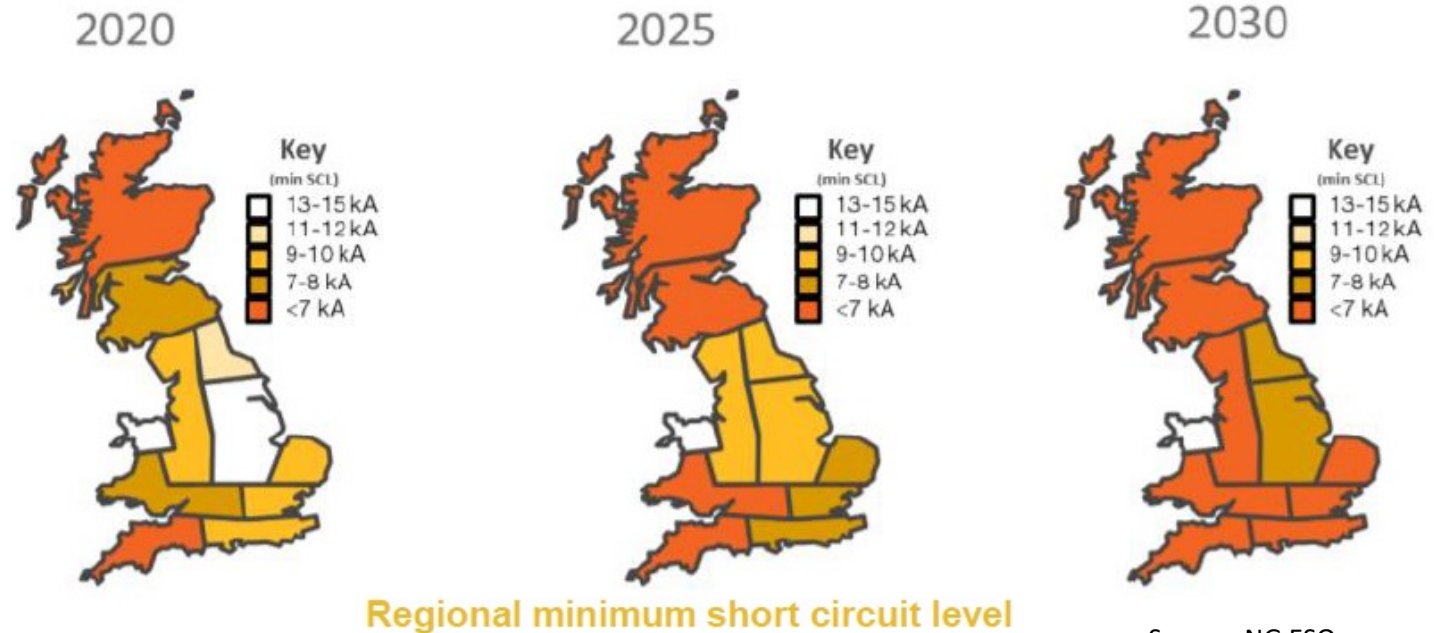 2020
2025
2030
Key
(min SCL)
13-15 kA
11-12 kA
9-10 kA
7-8 kA
<7 kA
Key
(min SCL)
13-15 kA
11-12 kA
9-10 kA
7-8 kA
<7 kA
Key
(min SCL)
13-15 kA
11-12 kA
9-10 kA
7-8 kA
<7 kA
Regional minimum short circuit level
NG ESO